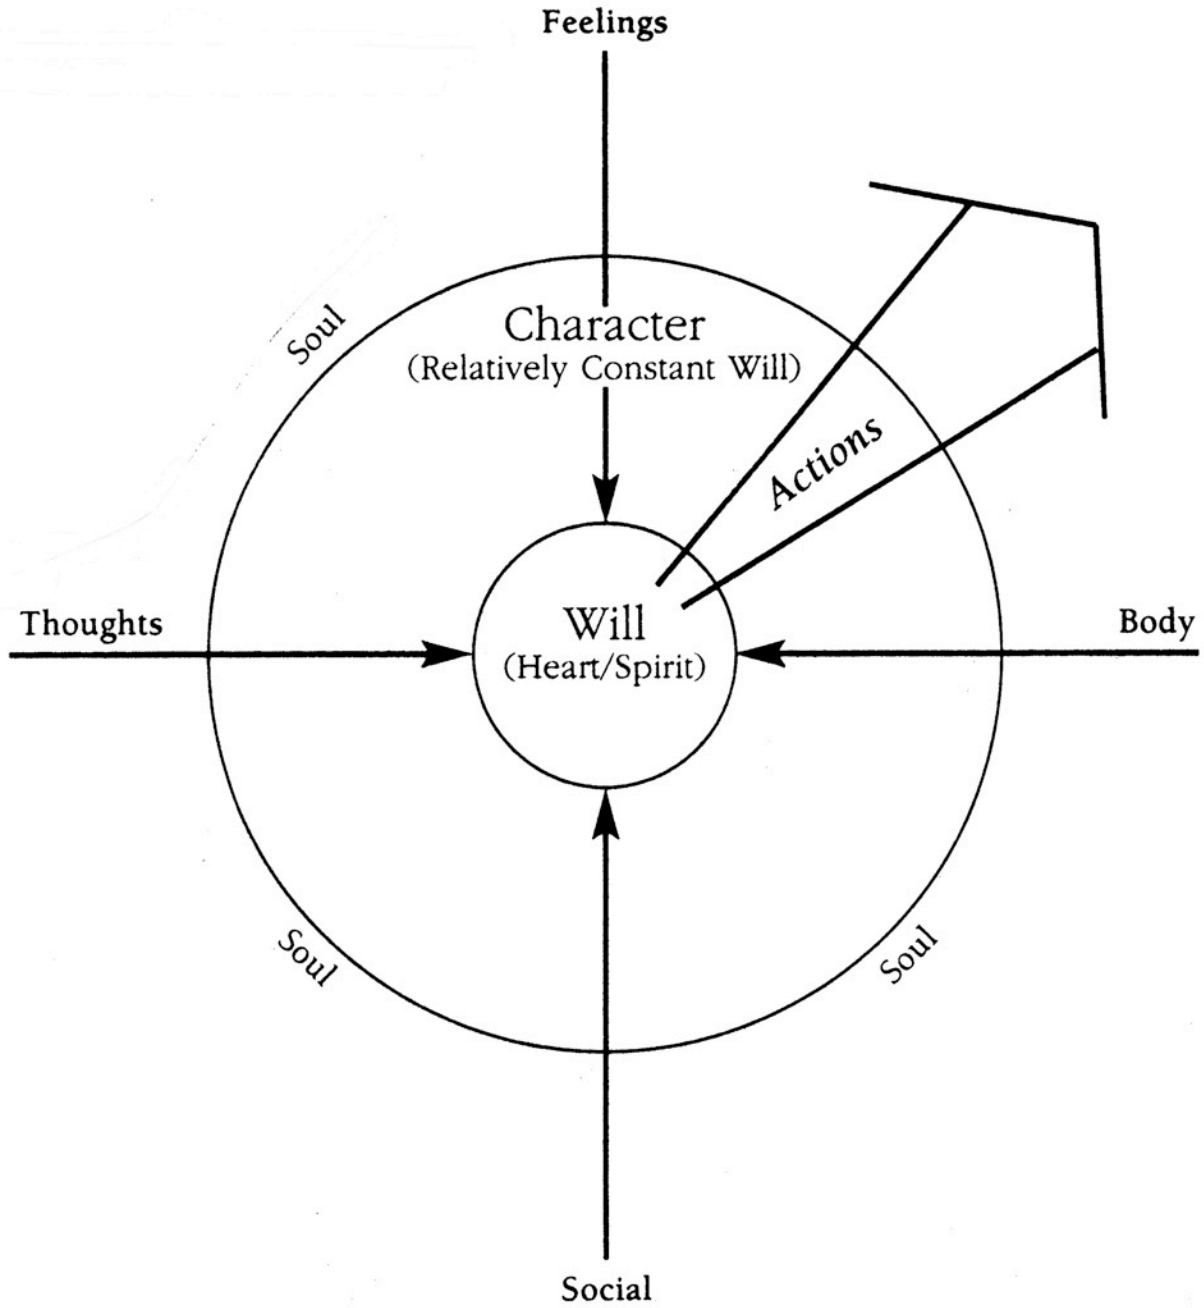 Feelings
Soul
Character
(Relatively Constant Will)
Actions
Thoughts
Will
(Heart/Spirit)
Body
Soul
Soul
Social